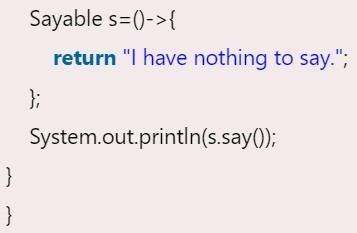 Sayable s=()->{
return "I have nothing to say.";
};
System.out.println(s.say());
}
}